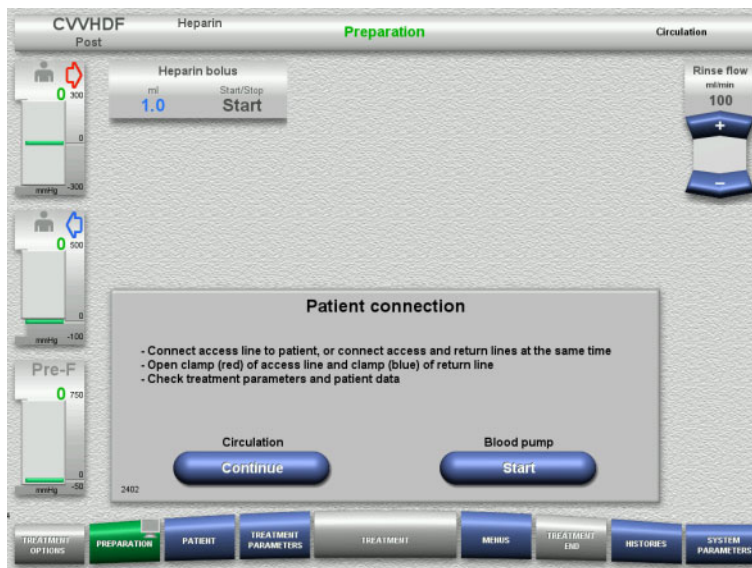 CVVHDF Heparin Preparation Circulation
Post
Heparin bolus
ml Start/Stop
1.0 Start
Rinse flow
ml/min
100
+
–
0 300
0
mmHg -300
0 500
0
mmHg -100
Pre-F
0 750
0
mmHg -50
Patient connection
- Connect access line to patient, or connect access and return lines at the same time
- Open clamp (red) of access line and clamp (blue) of return line
- Check treatment parameters and patient data
Circulation Blood pump
Continue Start
2402
TREATMENT OPTIONS
PREPARATION
PATIENT
TREATMENT PARAMETERS
TREATMENT
MENUS
TREATMENT END
HISTORIES
SYSTEM PARAMETERS